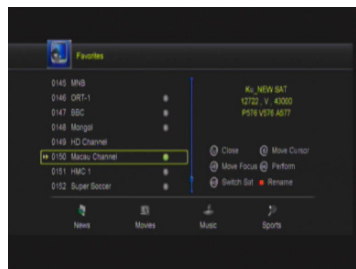 Favorites
0145 MNB
0146 ORT-1
0147 BBC
0148 Mongol
0149 HD Channel
0150 Macau Channel
0151 HMC 1
0152 Super Soccer
Ku_NEW SAT
12722 , V , 40000
P576 V576 A577
Close Move Cursor
Move Focus Perform
Switch Sat Rename
News Movies Music Sports